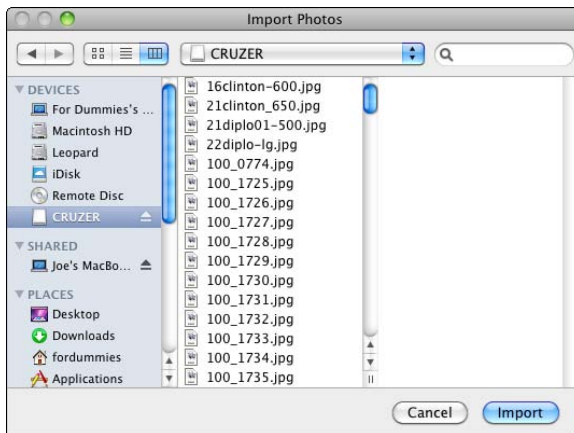 Import Photos
CRUZER
DEVICES
For Dummies's ...
Macintosh HD
Leopard
iDisk
Remote Disc
CRUZER
SHARED
Joe's MacBo...
PLACES
Desktop
Downloads
fordummies
Applications
16clinton-600.jpg
21clinton_650.jpg
21diplo01-500.jpg
22diplo-lg.jpg
100_0774.jpg
100_1725.jpg
100_1726.jpg
100_1727.jpg
100_1728.jpg
100_1729.jpg
100_1730.jpg
100_1731.jpg
100_1732.jpg
100_1733.jpg
100_1734.jpg
100_1735.jpg
Cancel
Import